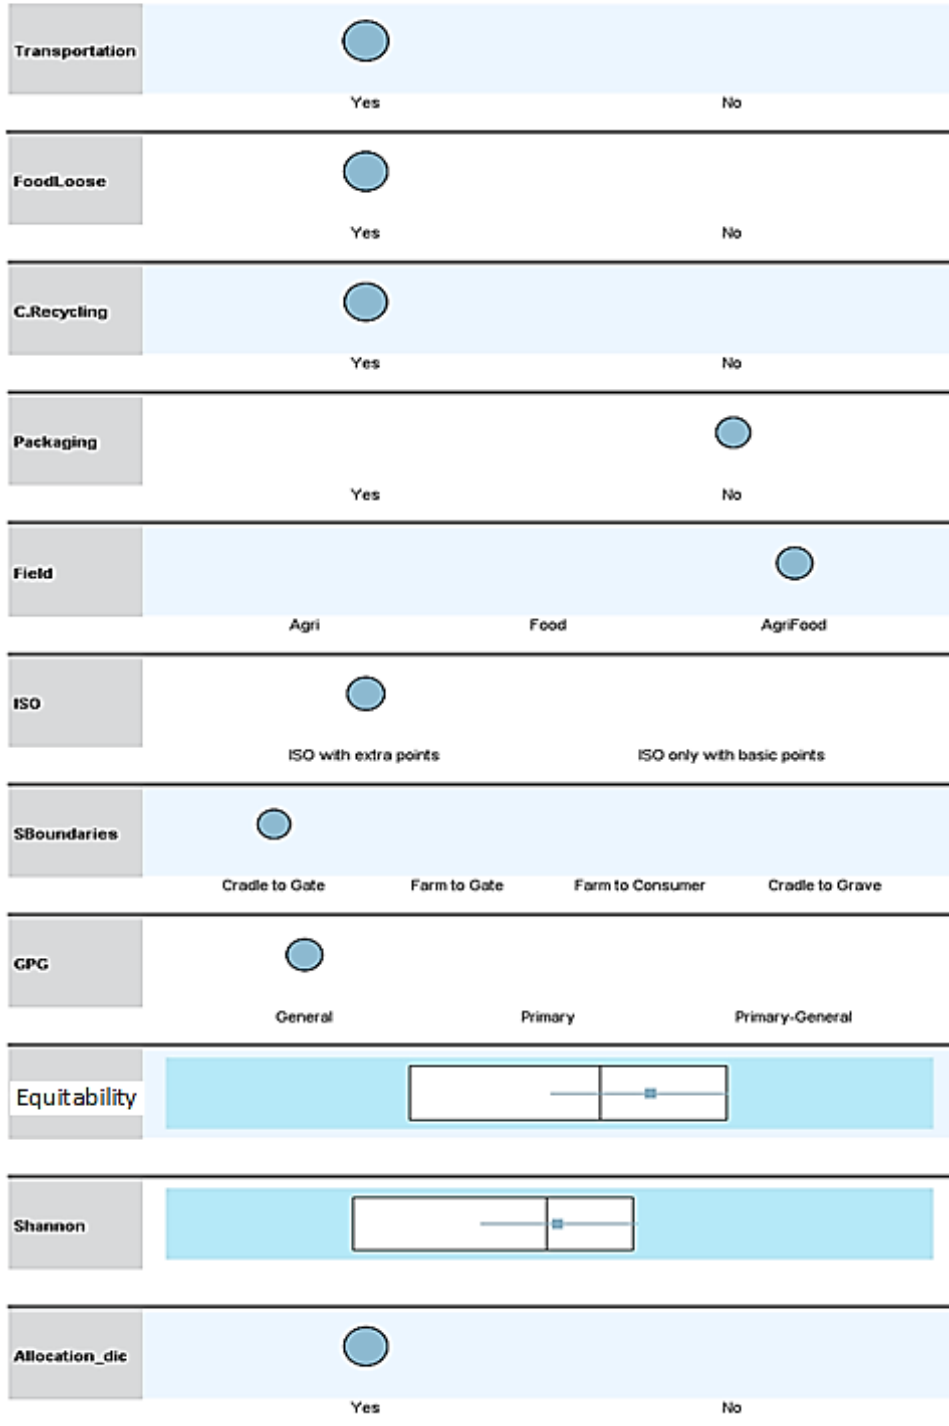 Transportation
Yes No
FoodLoose
Yes No
C.Recycling
Yes No
Packaging
Yes No
Field
Agri Food AgriFood
ISO
ISO with extra points ISO only with basic points
SBoundaries
Cradle to Gate Farm to Gate Farm to Consumer Cradle to Grave
GPG
General Primary Primary-General
Equitability
Shannon
Allocation_dic
Yes No